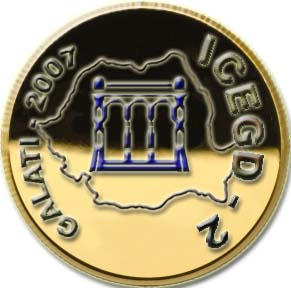 GALATI - 2007
ICEGD - 2